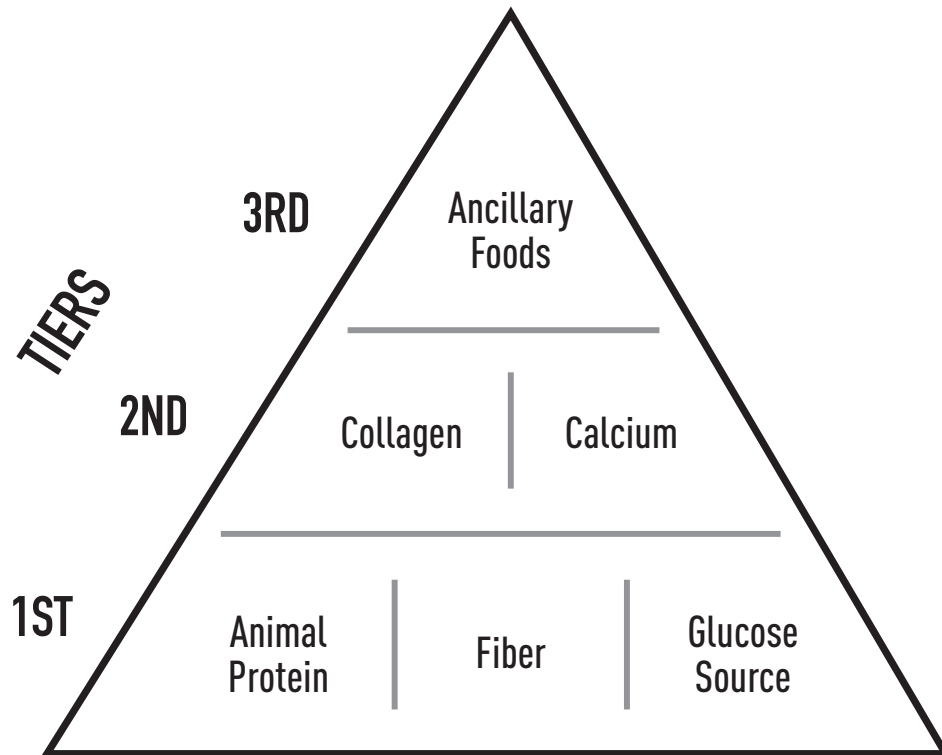 3RD
Ancillary
Foods
TIERS
2ND
Collagen
Calcium
1ST
Animal
Protein
Fiber
Glucose
Source